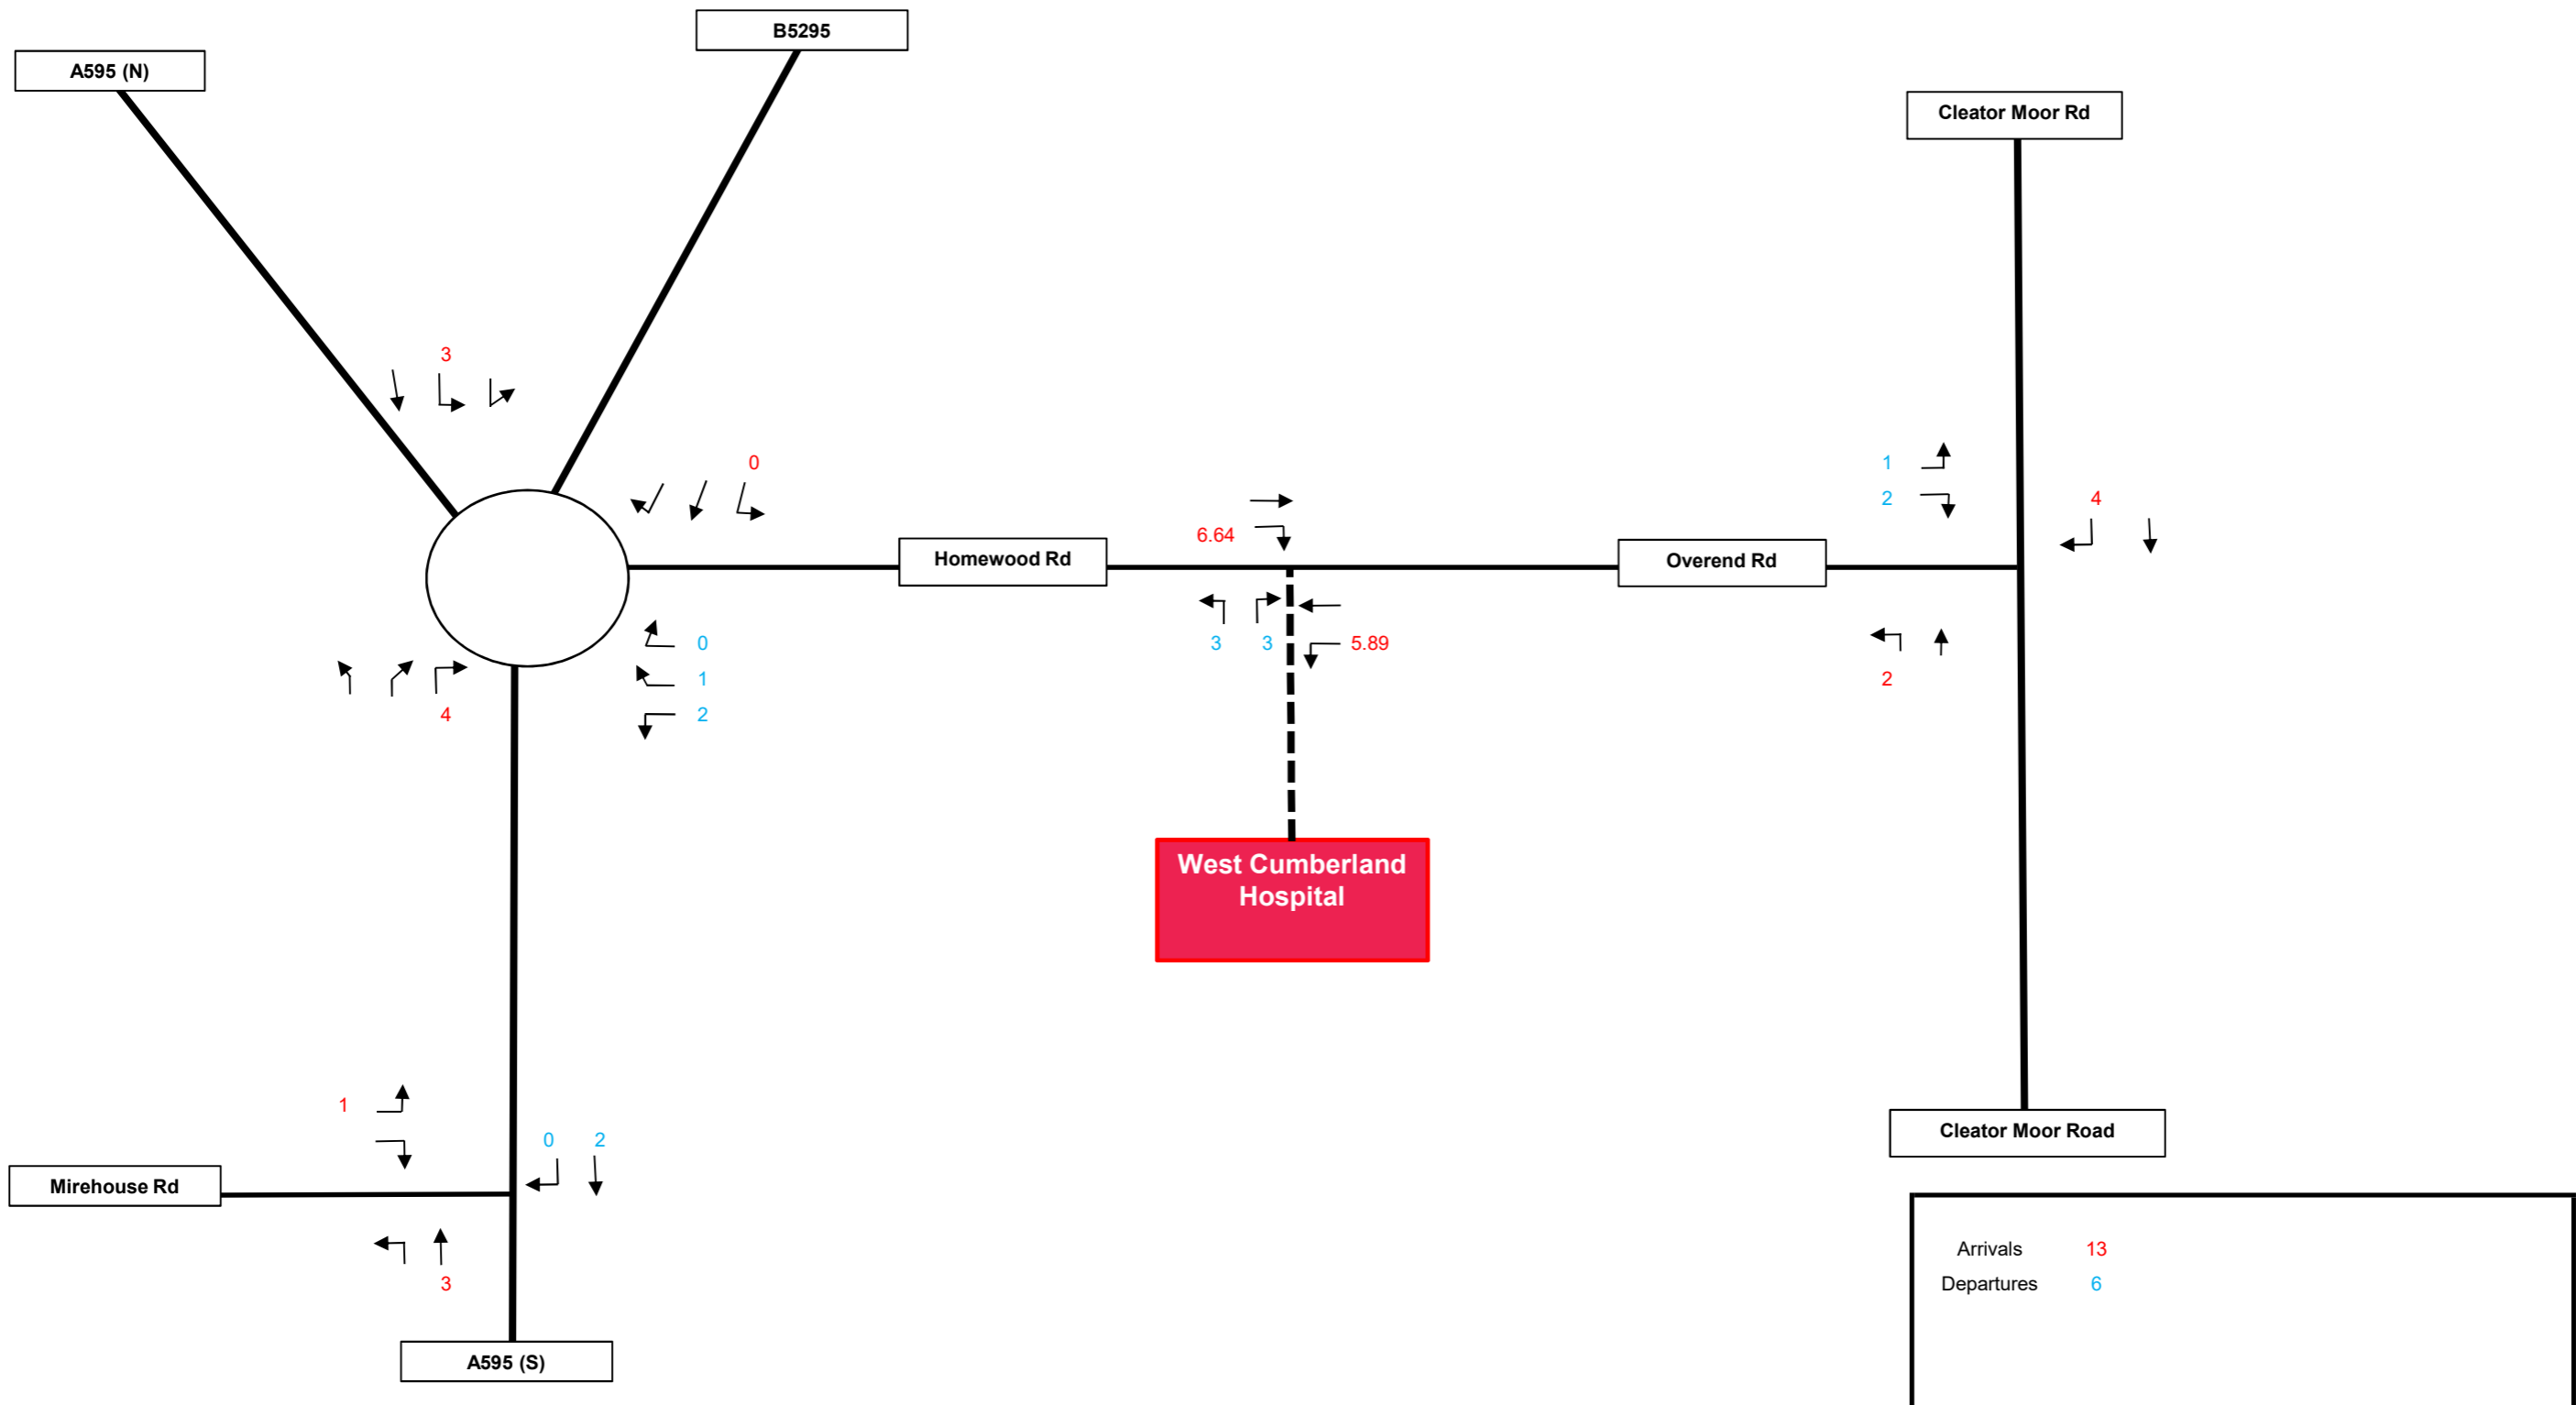 B5295
A595 (N)
Cleator Moor Rd
3
0
1
2
4
6.64
Homewood Rd
Overend Rd
3
3
5.89
0
1
2
4
2
West Cumberland
Hospital
1
0
2
Cleator Moor Road
Mirehouse Rd
3
Arrivals 13
Departures 6
A595 (S)